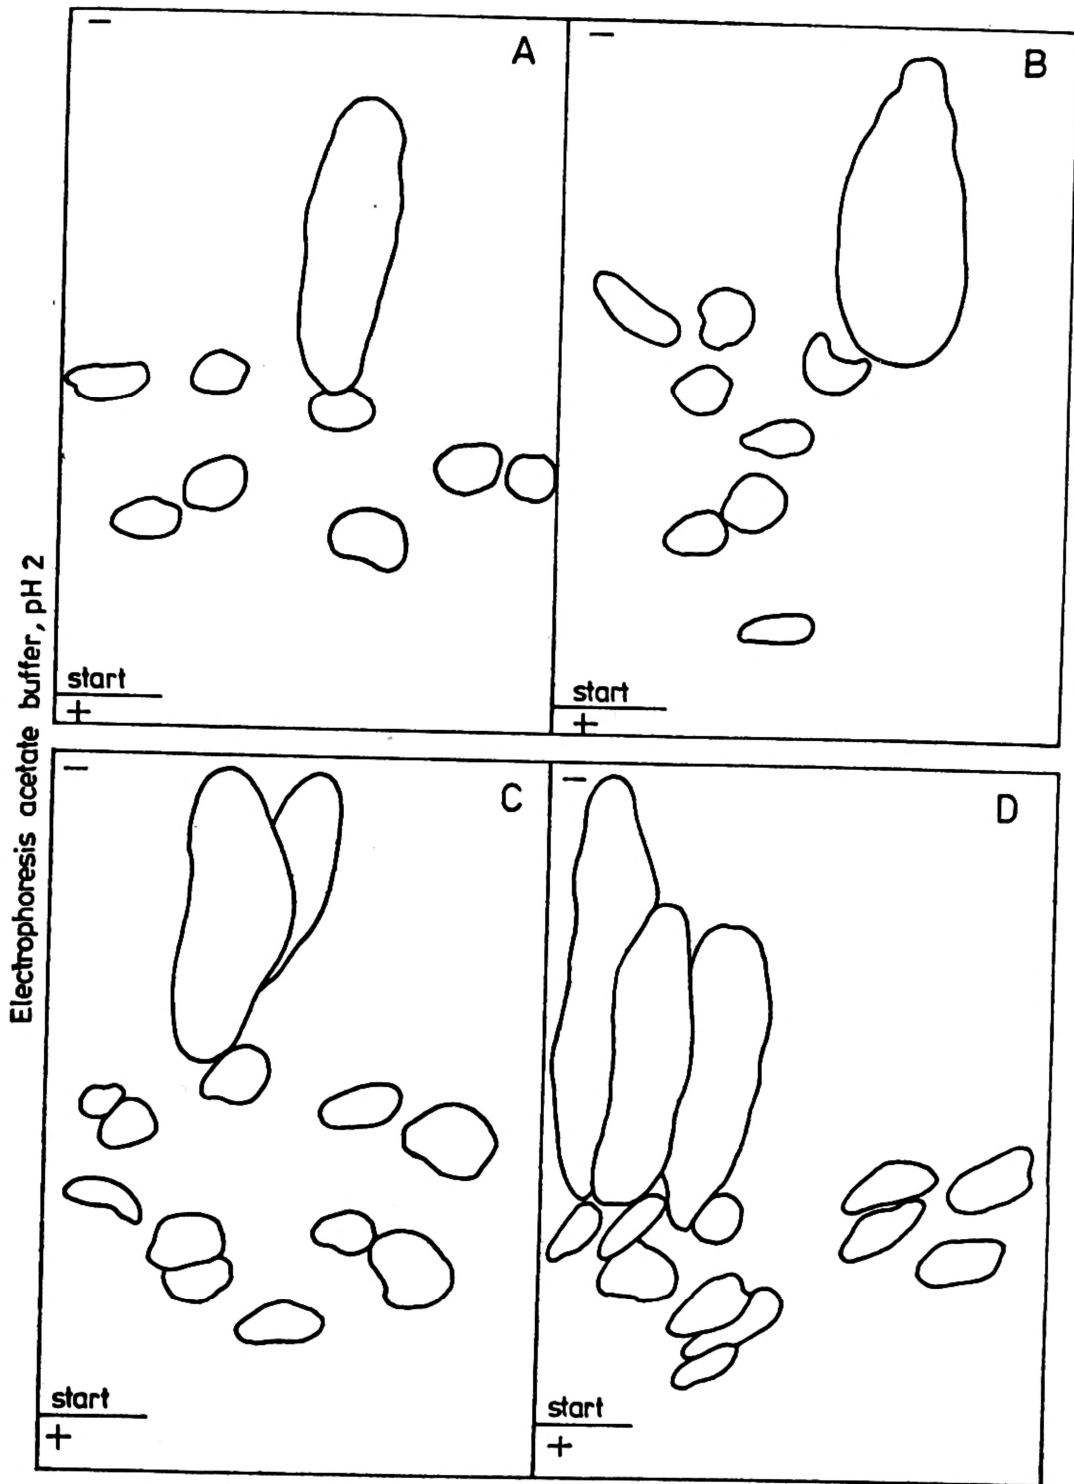 Electrophoresis acetate buffer, pH 2
−
A
start
+
−
B
start
+
−
C
start
+
−
D
start
+